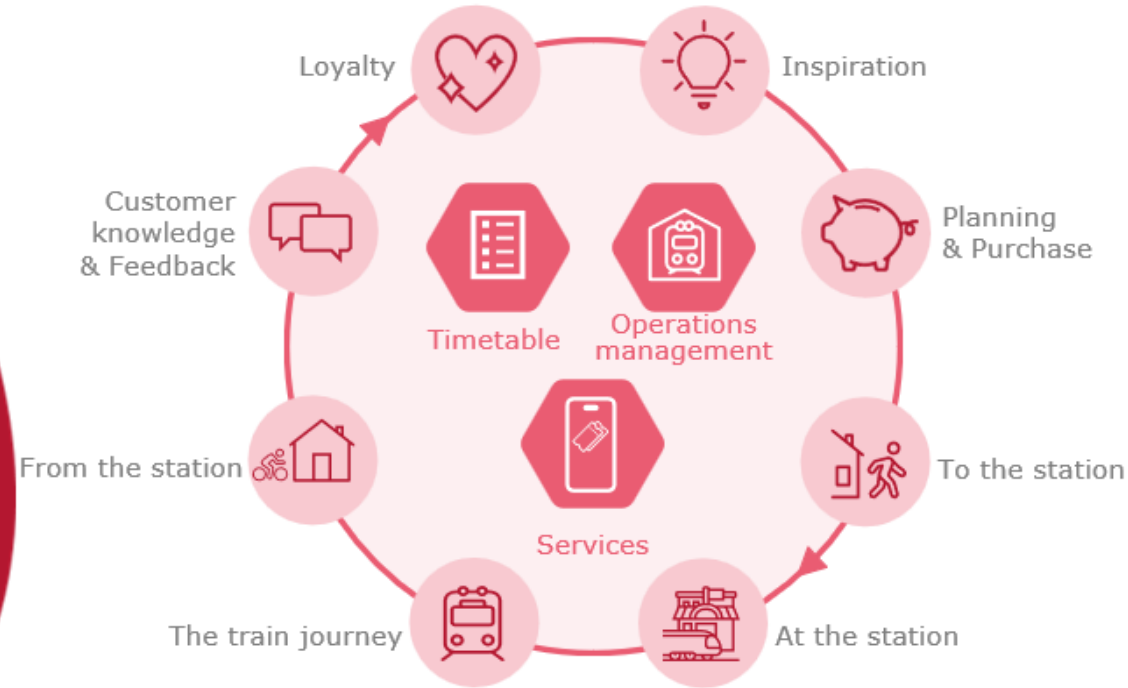 Loyalty
Inspiration
Customer
knowledge
& Feedback
Planning
& Purchase
Timetable
Operations
management
From the station
To the station
Services
The train journey
At the station